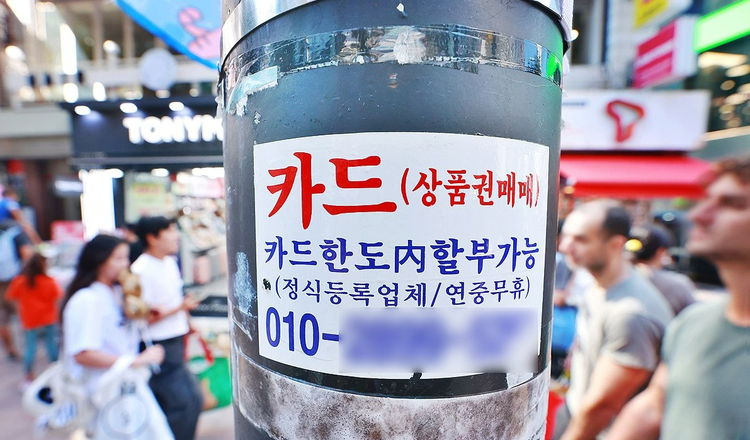 TONYM
카드 (상품권매매)
카드한도內할부가능
(정식등록업체/연중무휴)
010-